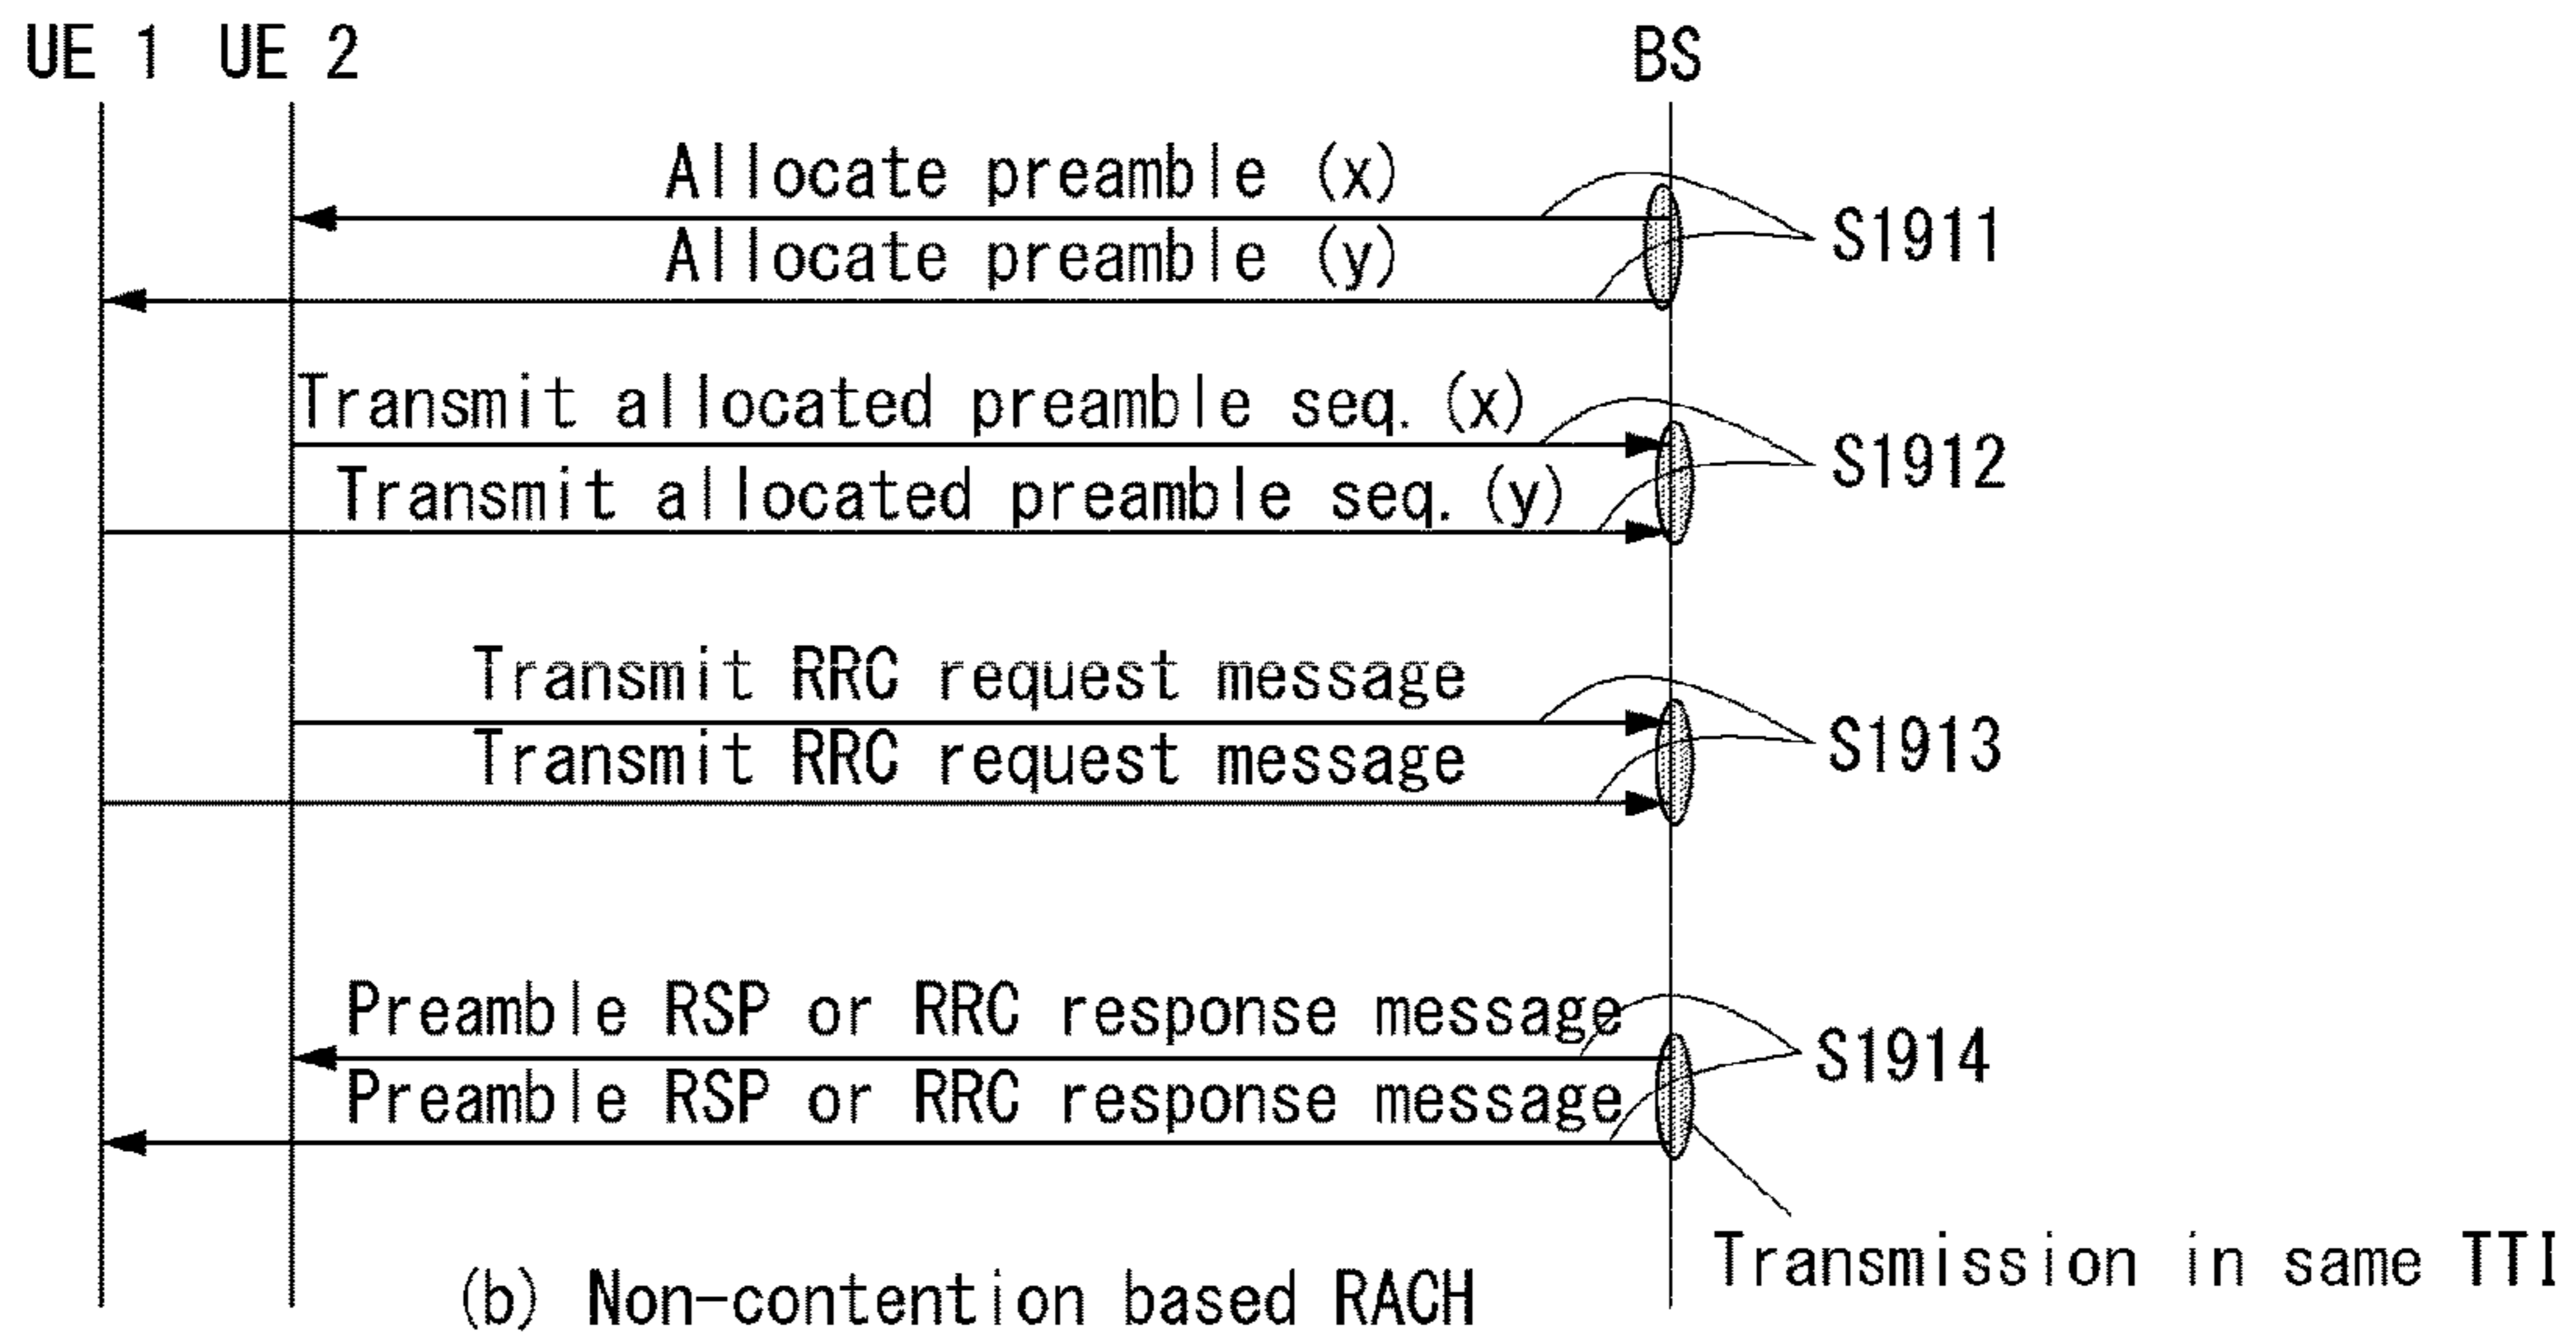 UE 1 UE 2 BS
Allocate preamble (x)
Allocate preamble (y)
S1911
Transmit allocated preamble seq. (x)
Transmit allocated preamble seq. (y)
S1912
Transmit RRC request message
Transmit RRC request message
S1913
Preamble RSP or RRC response message
Preamble RSP or RRC response message
S1914
Transmission in same TTI
(b) Non-contention based RACH